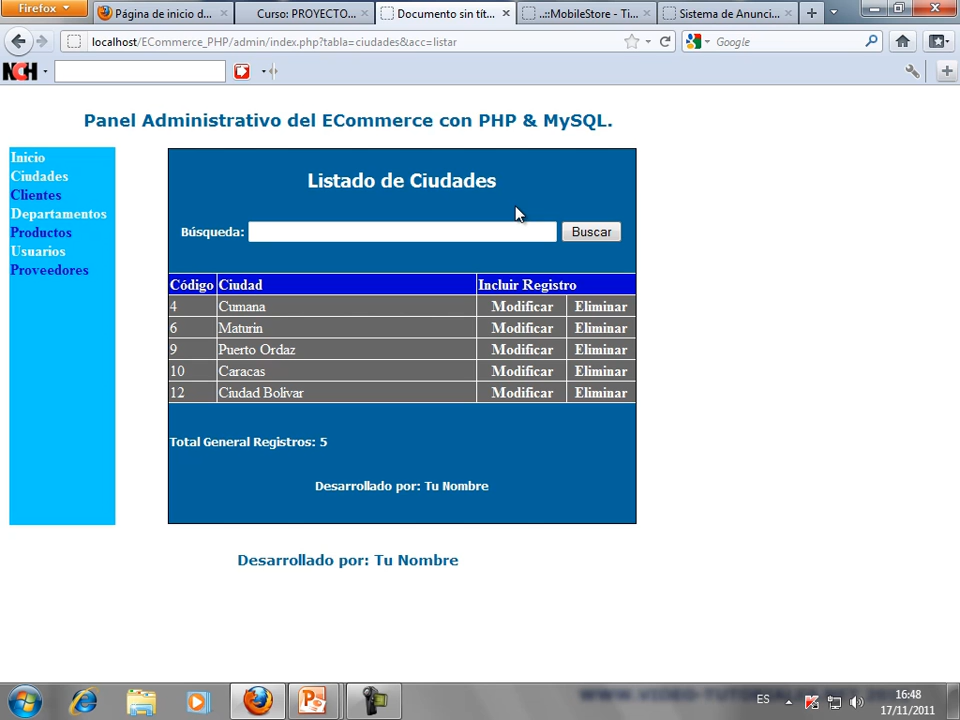 Firefox
Página de inicio d...
Curso: PROYECTO...
Documento sin tít...
..::MobileStore - Ti...
Sistema de Anunci...
localhost/ECommerce_PHP/admin/index.php?tabla=ciudades&acc=listar
Google
NCH
Panel Administrativo del ECommerce con PHP & MySQL.
Inicio
Ciudades
Clientes
Departamentos
Productos
Usuarios
Proveedores
Listado de Ciudades
Búsqueda: Buscar
Código Ciudad Incluir Registro
4 Cumana Modificar Eliminar
6 Maturin Modificar Eliminar
9 Puerto Ordaz Modificar Eliminar
10 Caracas Modificar Eliminar
12 Ciudad Bolivar Modificar Eliminar
Total General Registros: 5
Desarrollado por: Tu Nombre
Desarrollado por: Tu Nombre
ES
16:48
17/11/2011